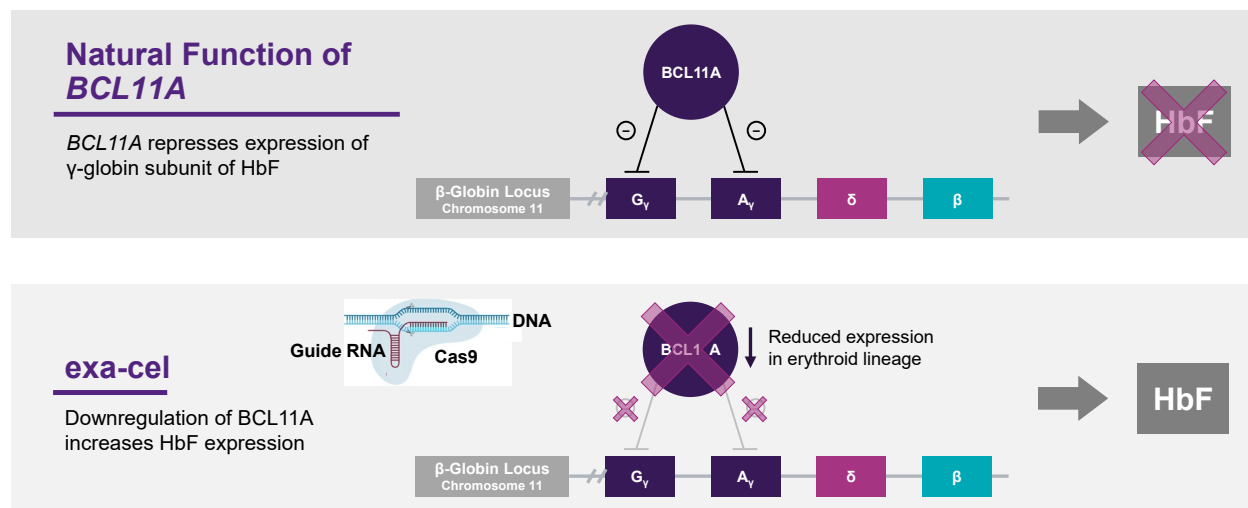 Natural Function of
BCL11A
BCL11A represses expression of
γ-globin subunit of HbF
BCL11A
−
−
β-Globin Locus
Chromosome 11
Gγ
Aγ
δ
β
HbF
exa-cel
Downregulation of BCL11A
increases HbF expression
DNA
Guide RNA
Cas9
BCL1 A
Reduced expression
in erythroid lineage
β-Globin Locus
Chromosome 11
Gγ
Aγ
δ
β
HbF